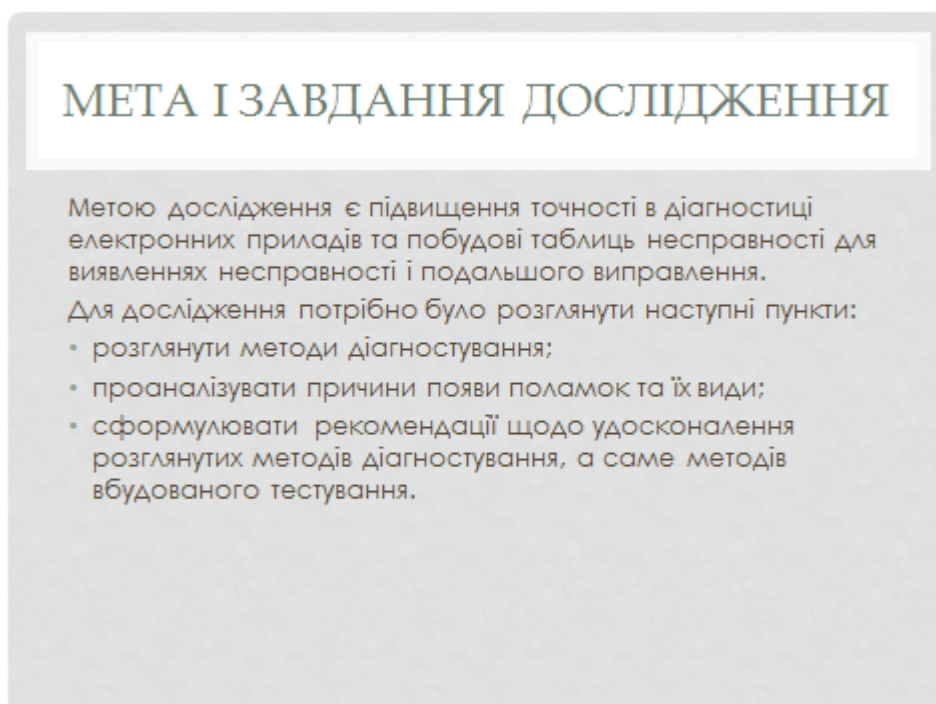 МЕТА І ЗАВДАННЯ ДОСЛІДЖЕННЯ
Метою дослідження є підвищення точності в діагностиці
електронних приладів та побудові таблиць несправності для
виявленнях несправності і подальшого виправлення.
Для дослідження потрібно було розглянути наступні пункти:
• розглянути методи діагностування;
• проаналізувати причини появи поламок та їх види;
• сформулювати рекомендації щодо удосконалення
розглянутих методів діагностування, а саме методів
вбудованого тестування.